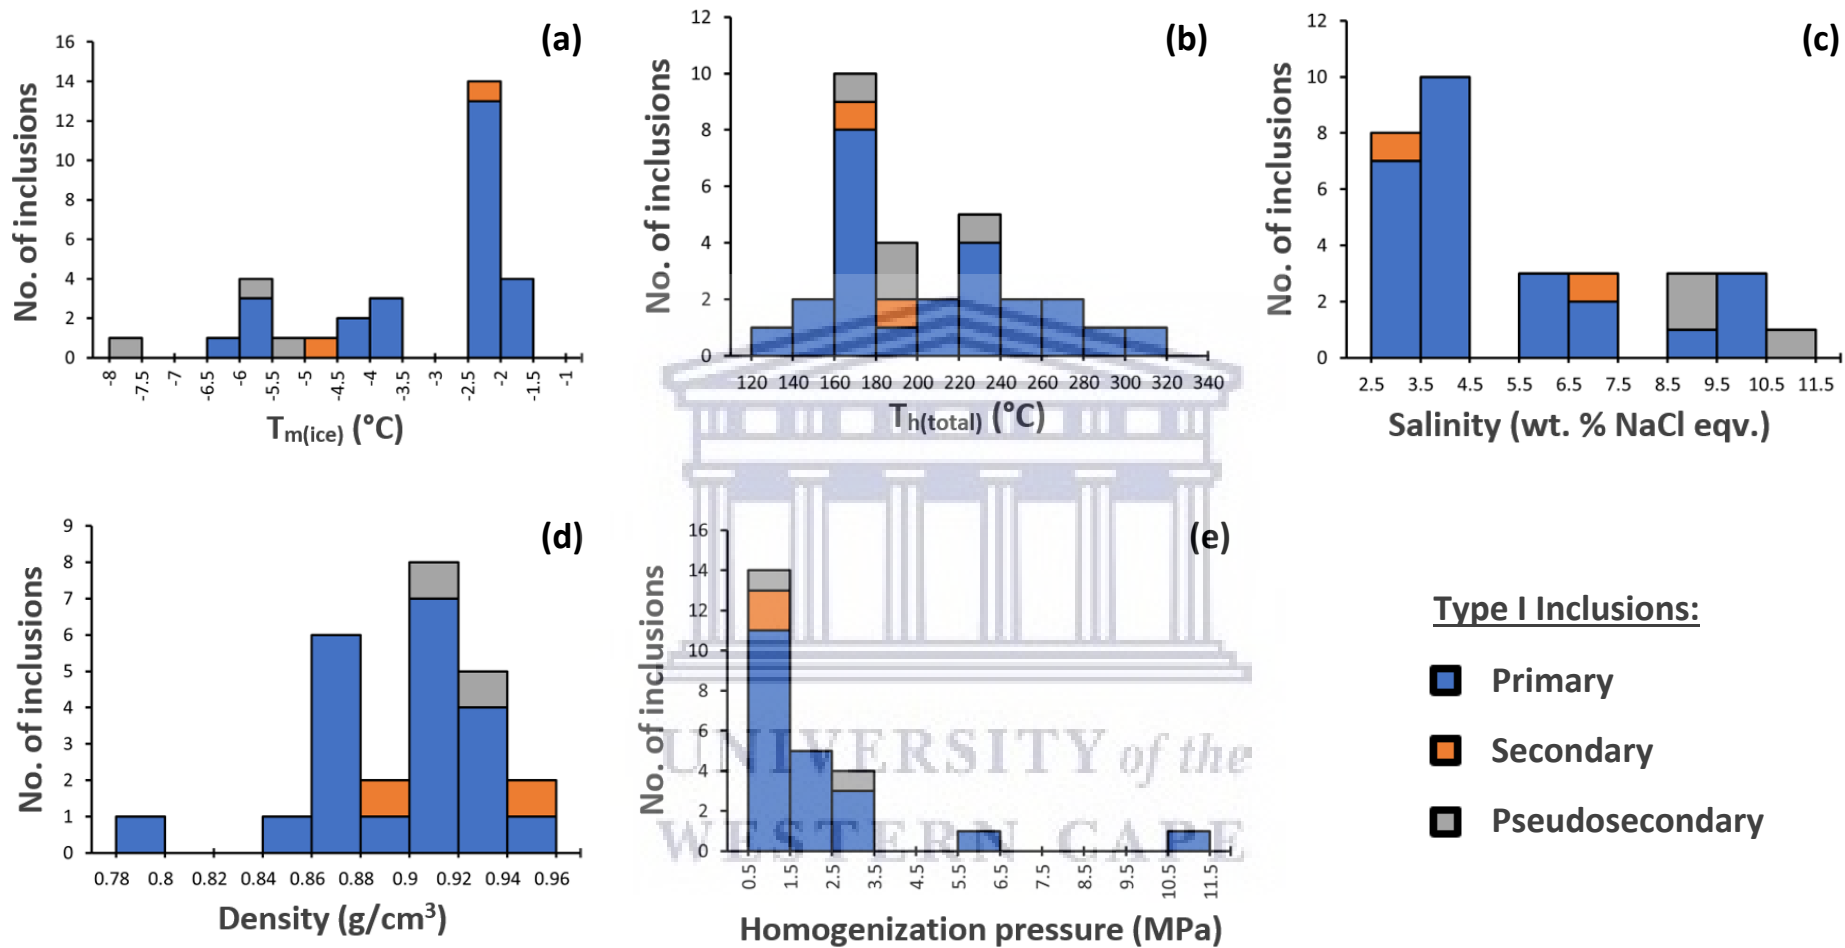 (a)
No. of inclusions
16
14
12
10
8
6
4
2
0
-8 -7.5 -7 -6.5 -6 -5.5 -5 -4.5 -4 -3.5 -3 -2.5 -2 -1.5 -1
Tm(ice) (°C)
(b)
No. of inclusions
12
10
8
6
4
2
0
120 140 160 180 200 220 240 260 280 300 320 340
Th(total) (°C)
(c)
No. of inclusions
12
10
8
6
4
2
0
2.5 3.5 4.5 5.5 6.5 7.5 8.5 9.5 10.5 11.5
Salinity (wt. % NaCl eqv.)
(d)
No. of inclusions
9
8
7
6
5
4
3
2
1
0
0.78 0.8 0.82 0.84 0.86 0.88 0.9 0.92 0.94 0.96
Density (g/cm³)
(e)
No. of inclusions
16
14
12
10
8
6
4
2
0
0.5 1.5 2.5 3.5 4.5 5.5 6.5 7.5 8.5 9.5 10.5 11.5
Homogenization pressure (MPa)
UNIVERSITY of the
WESTERN CAPE
Type I Inclusions:
Primary
Secondary
Pseudosecondary